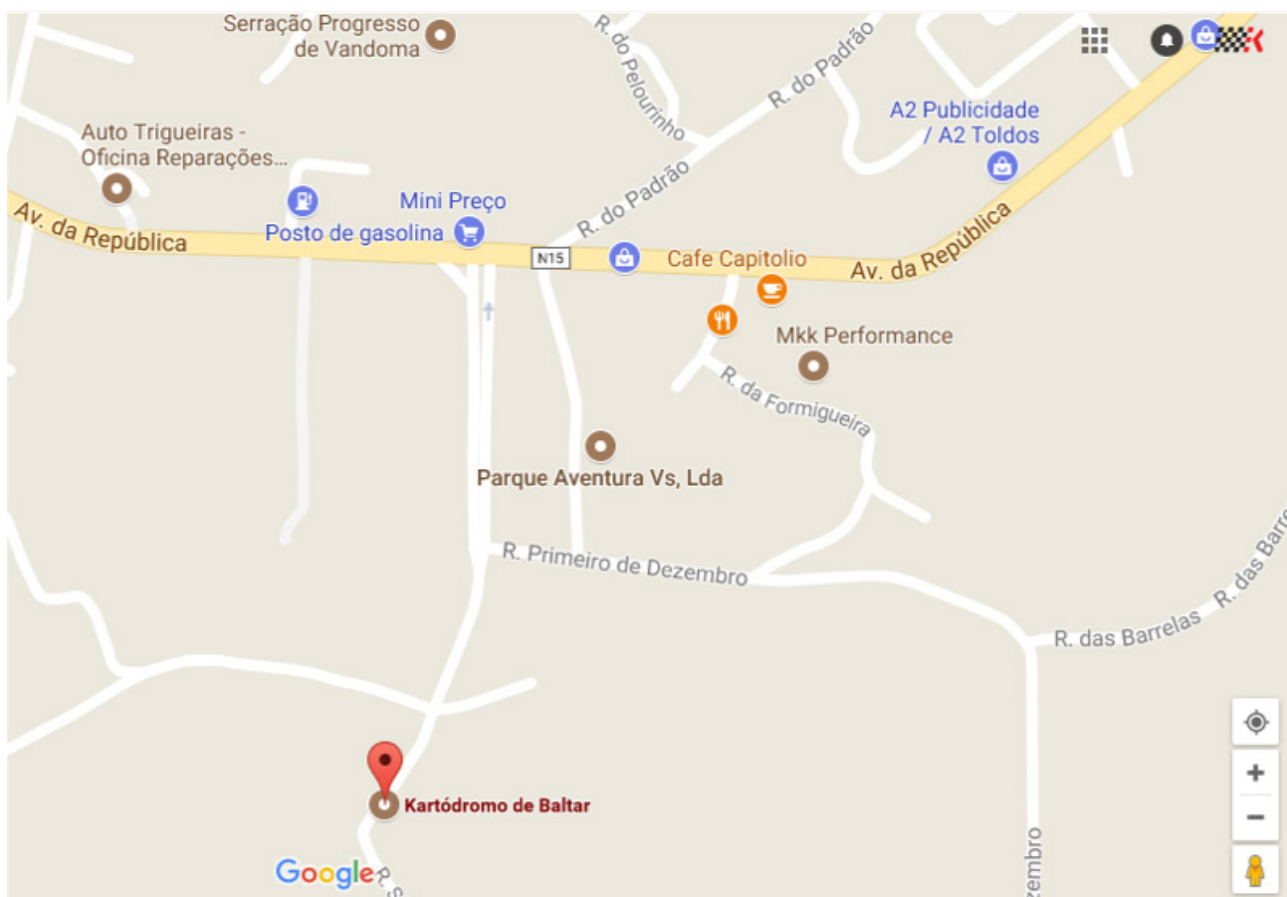 Serração Progresso
de Vandoma
R. do Pelourinho
R. do Padrão
A2 Publicidade
/ A2 Toldos
Auto Trigueiras -
Oficina Reparações...
R. do Padrão
Mini Preço
Av. da República
Posto de gasolina
N15
Cafe Capitolio
Av. da República
Mkk Performance
R. da Formigueira
Parque Aventura Vs, Lda
R. Primeiro de Dezembro
R. das Barrelas
R. das Barre
Kartódromo de Baltar
Google
R. S
zembro